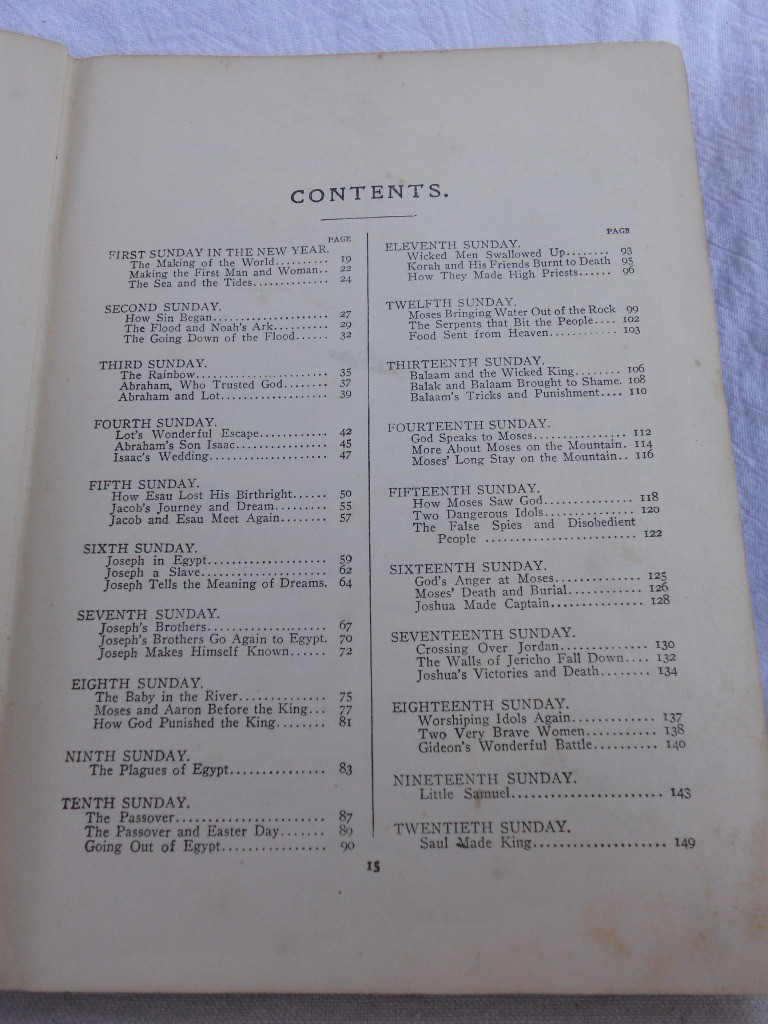 CONTENTS.
PAGE
FIRST SUNDAY IN THE NEW YEAR.
The Making of the World.......... 19
Making the First Man and Woman.. 22
The Sea and the Tides.............. 24
SECOND SUNDAY.
How Sin Began.................... 27
The Flood and Noah's Ark......... 29
The Going Down of the Flood...... 32
THIRD SUNDAY.
The Rainbow....................... 35
Abraham, Who Trusted God........ 37
Abraham and Lot.................. 39
FOURTH SUNDAY.
Lot's Wonderful Escape............ 42
Abraham's Son Isaac............... 45
Isaac's Wedding.................... 47
FIFTH SUNDAY.
How Esau Lost His Birthright...... 50
Jacob's Journey and Dream........ 55
Jacob and Esau Meet Again........ 57
SIXTH SUNDAY.
Joseph in Egypt.................... 59
Joseph a Slave..................... 62
Joseph Tells the Meaning of Dreams. 64
SEVENTH SUNDAY.
Joseph's Brothers.................. 67
Joseph's Brothers Go Again to Egypt. 70
Joseph Makes Himself Known...... 72
EIGHTH SUNDAY.
The Baby in the River............. 75
Moses and Aaron Before the King... 77
How God Punished the King........ 81
NINTH SUNDAY.
The Plagues of Egypt............... 83
TENTH SUNDAY.
The Passover...................... 87
The Passover and Easter Day....... 89
Going Out of Egypt................ 90
PAGE
ELEVENTH SUNDAY.
Wicked Men Swallowed Up........ 93
Korah and His Friends Burnt to Death 95
How They Made High Priests...... 96
TWELFTH SUNDAY.
Moses Bringing Water Out of the Rock 99
The Serpents that Bit the People.... 102
Food Sent from Heaven............ 103
THIRTEENTH SUNDAY.
Balaam and the Wicked King........ 106
Balak and Balaam Brought to Shame. 108
Balaam's Tricks and Punishment.... 110
FOURTEENTH SUNDAY.
God Speaks to Moses............... 112
More About Moses on the Mountain. 114
Moses' Long Stay on the Mountain.. 116
FIFTEENTH SUNDAY.
How Moses Saw God.............. 118
Two Dangerous Idols.............. 120
The False Spies and Disobedient
People ........................ 122
SIXTEENTH SUNDAY.
God's Anger at Moses.............. 125
Moses' Death and Burial............ 126
Joshua Made Captain............... 128
SEVENTEENTH SUNDAY.
Crossing Over Jordan.............. 130
The Walls of Jericho Fall Down.... 132
Joshua's Victories and Death........ 134
EIGHTEENTH SUNDAY.
Worshiping Idols Again............ 137
Two Very Brave Women........... 138
Gideon's Wonderful Battle.......... 140
NINETEENTH SUNDAY.
Little Samuel....................... 143
TWENTIETH SUNDAY.
Saul Made King.................... 149
15